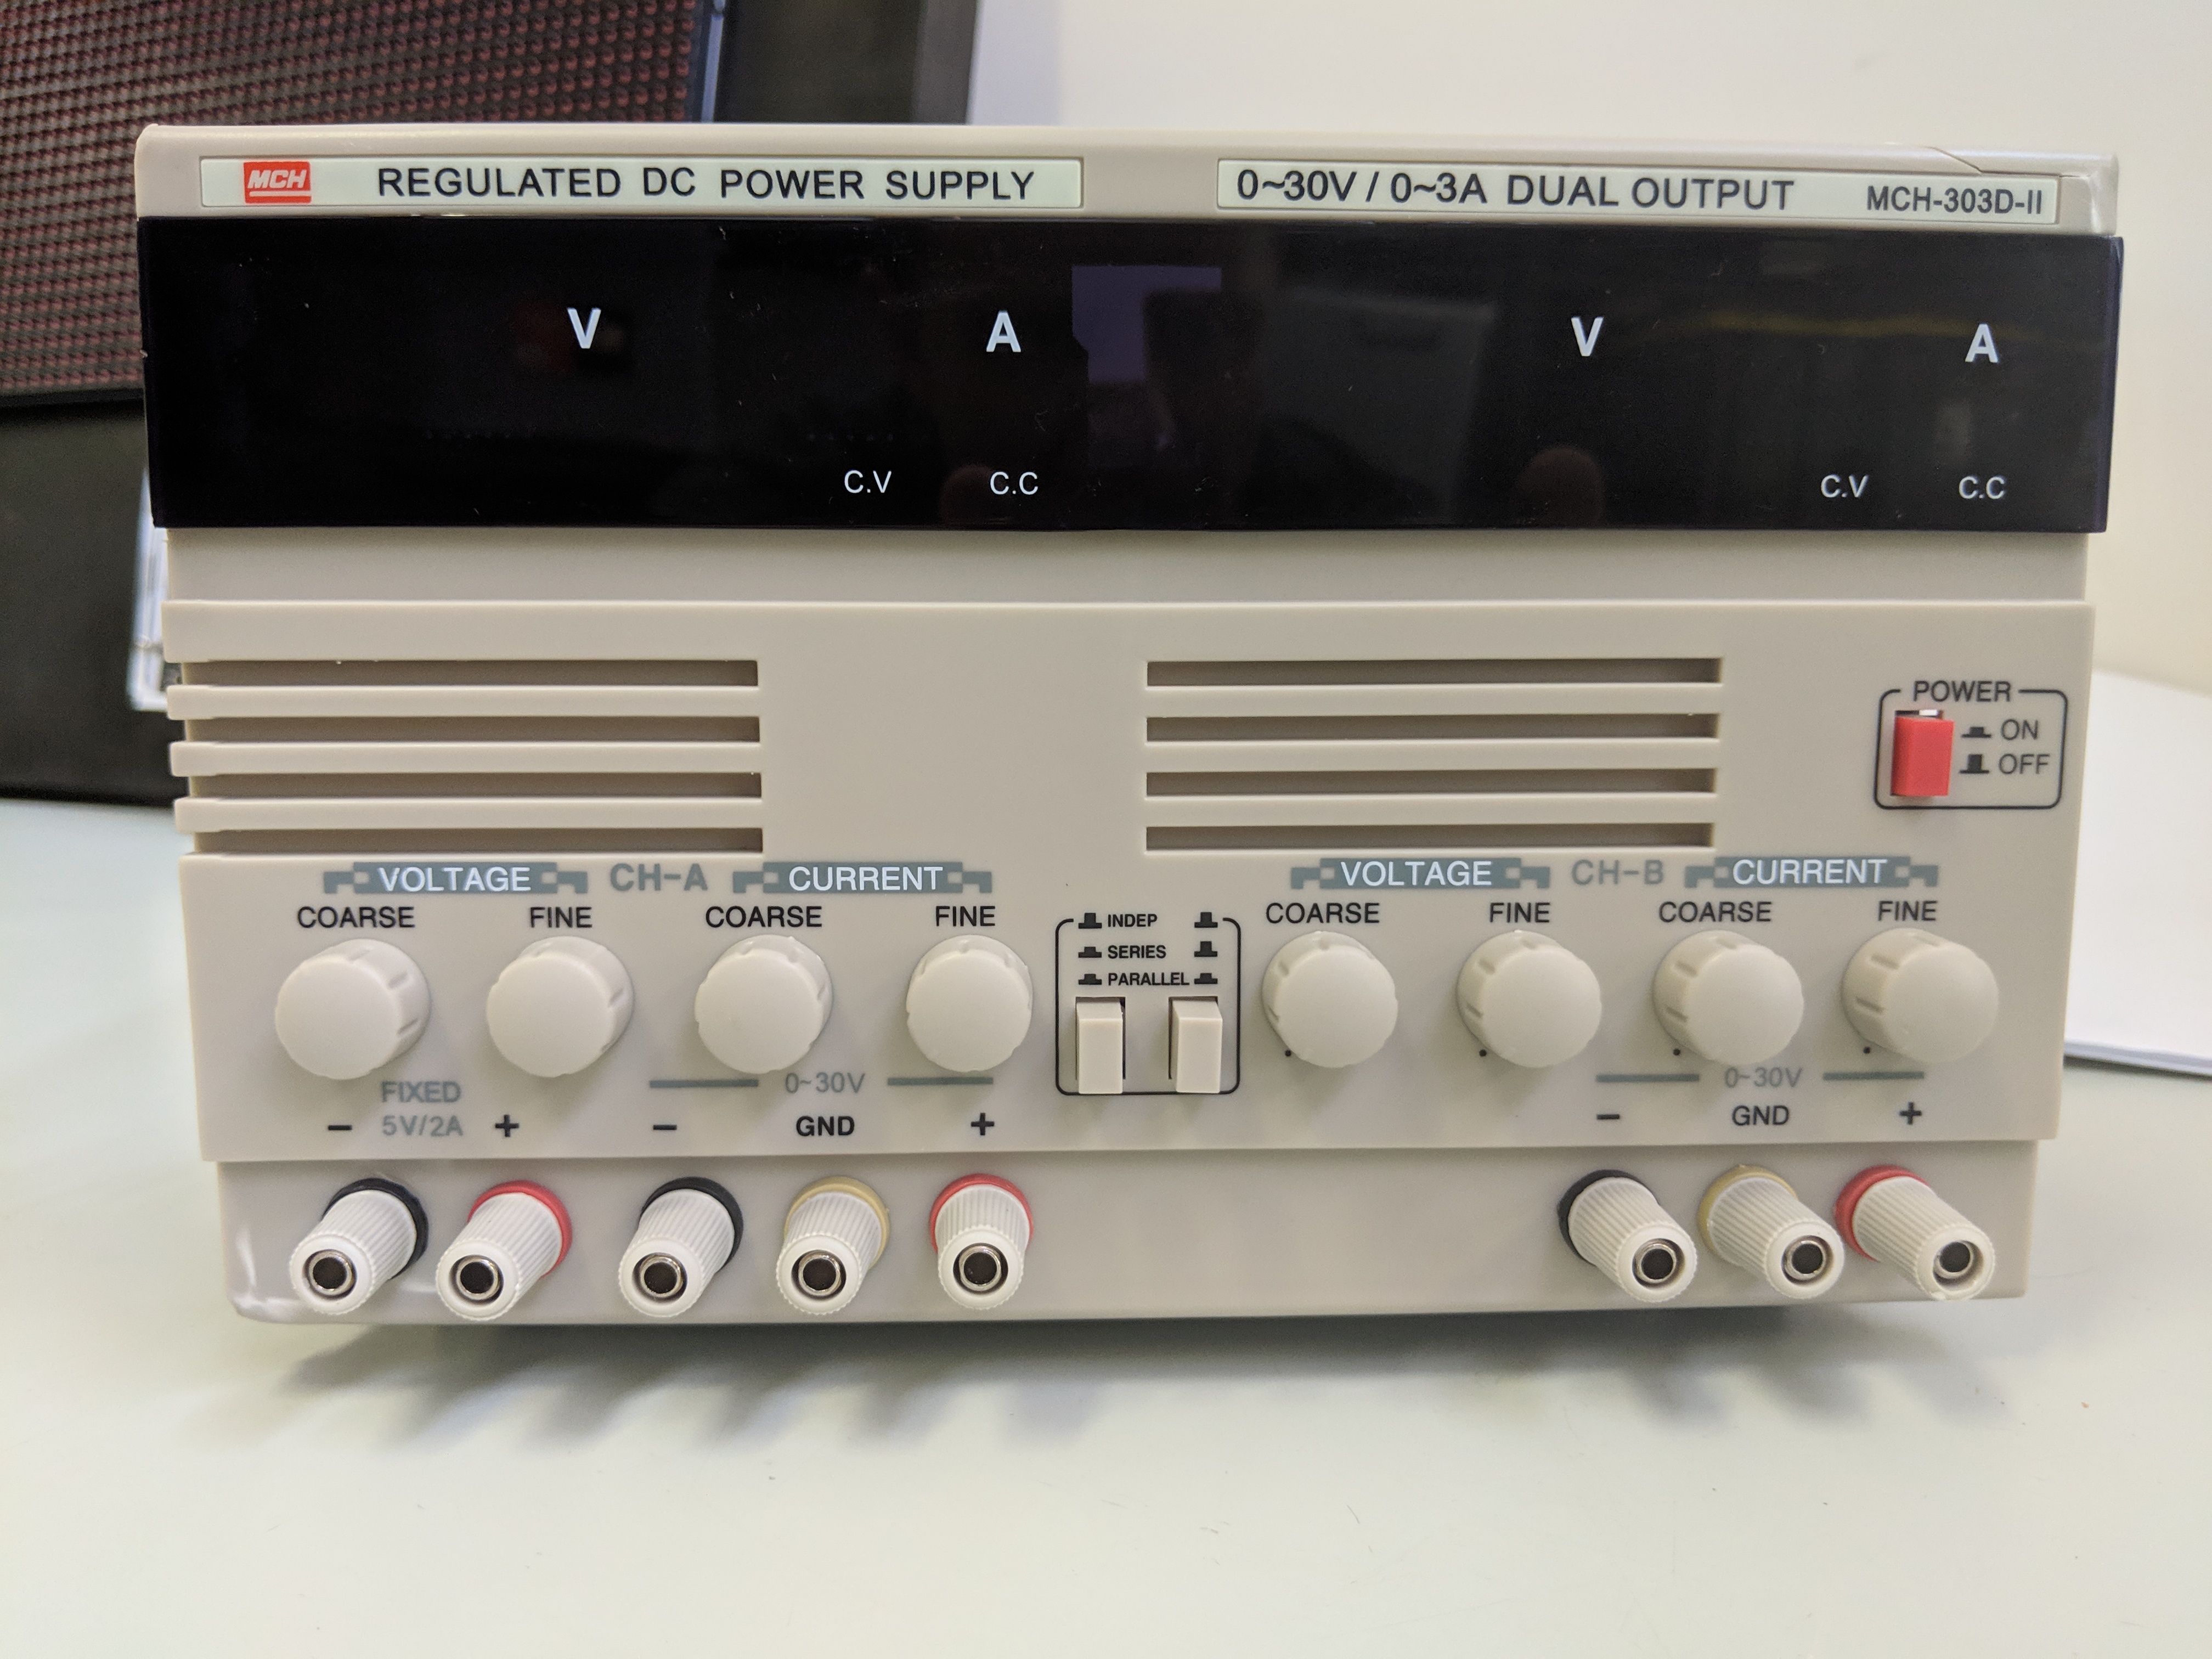 MCH REGULATED DC POWER SUPPLY
0~30V / 0~3A DUAL OUTPUT MCH-303D-II
V A V A
C.V C.C C.V C.C
POWER
ON
OFF
VOLTAGE CH-A CURRENT
COARSE FINE COARSE FINE
INDEP
SERIES
PARALLEL
VOLTAGE CH-B CURRENT
COARSE FINE COARSE FINE
FIXED
− 5V/2A +
0~30V
− GND +
0~30V
− GND +